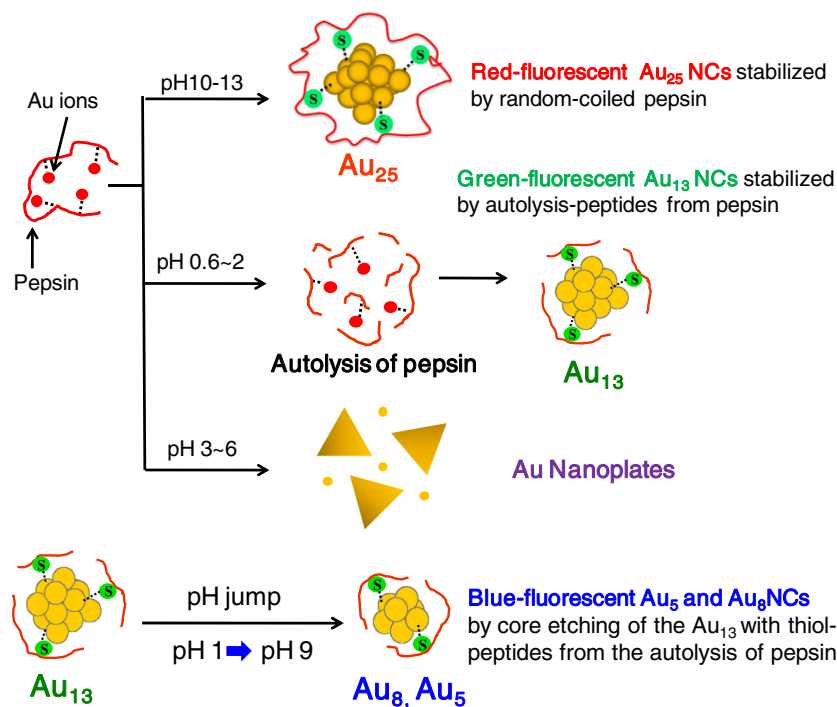 Au ions
Pepsin
pH10-13
S
S
S
S
Au25
Red-fluorescent Au25 NCs stabilized
by random-coiled pepsin
Green-fluorescent Au13 NCs stabilized
by autolysis-peptides from pepsin
pH 0.6~2
Autolysis of pepsin
S
S
S
Au13
pH 3~6
Au Nanoplates
S
S
S
Au13
pH jump
pH 1 pH 9
S
S
Au8, Au5
Blue-fluorescent Au5 and Au8NCs
by core etching of the Au13 with thiol-
peptides from the autolysis of pepsin